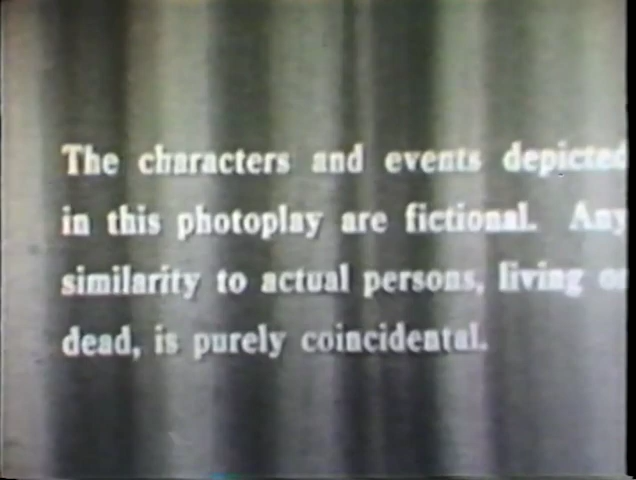 The characters and events depicted
in this photoplay are fictional. Any
similarity to actual persons, living or
dead, is purely coincidental.